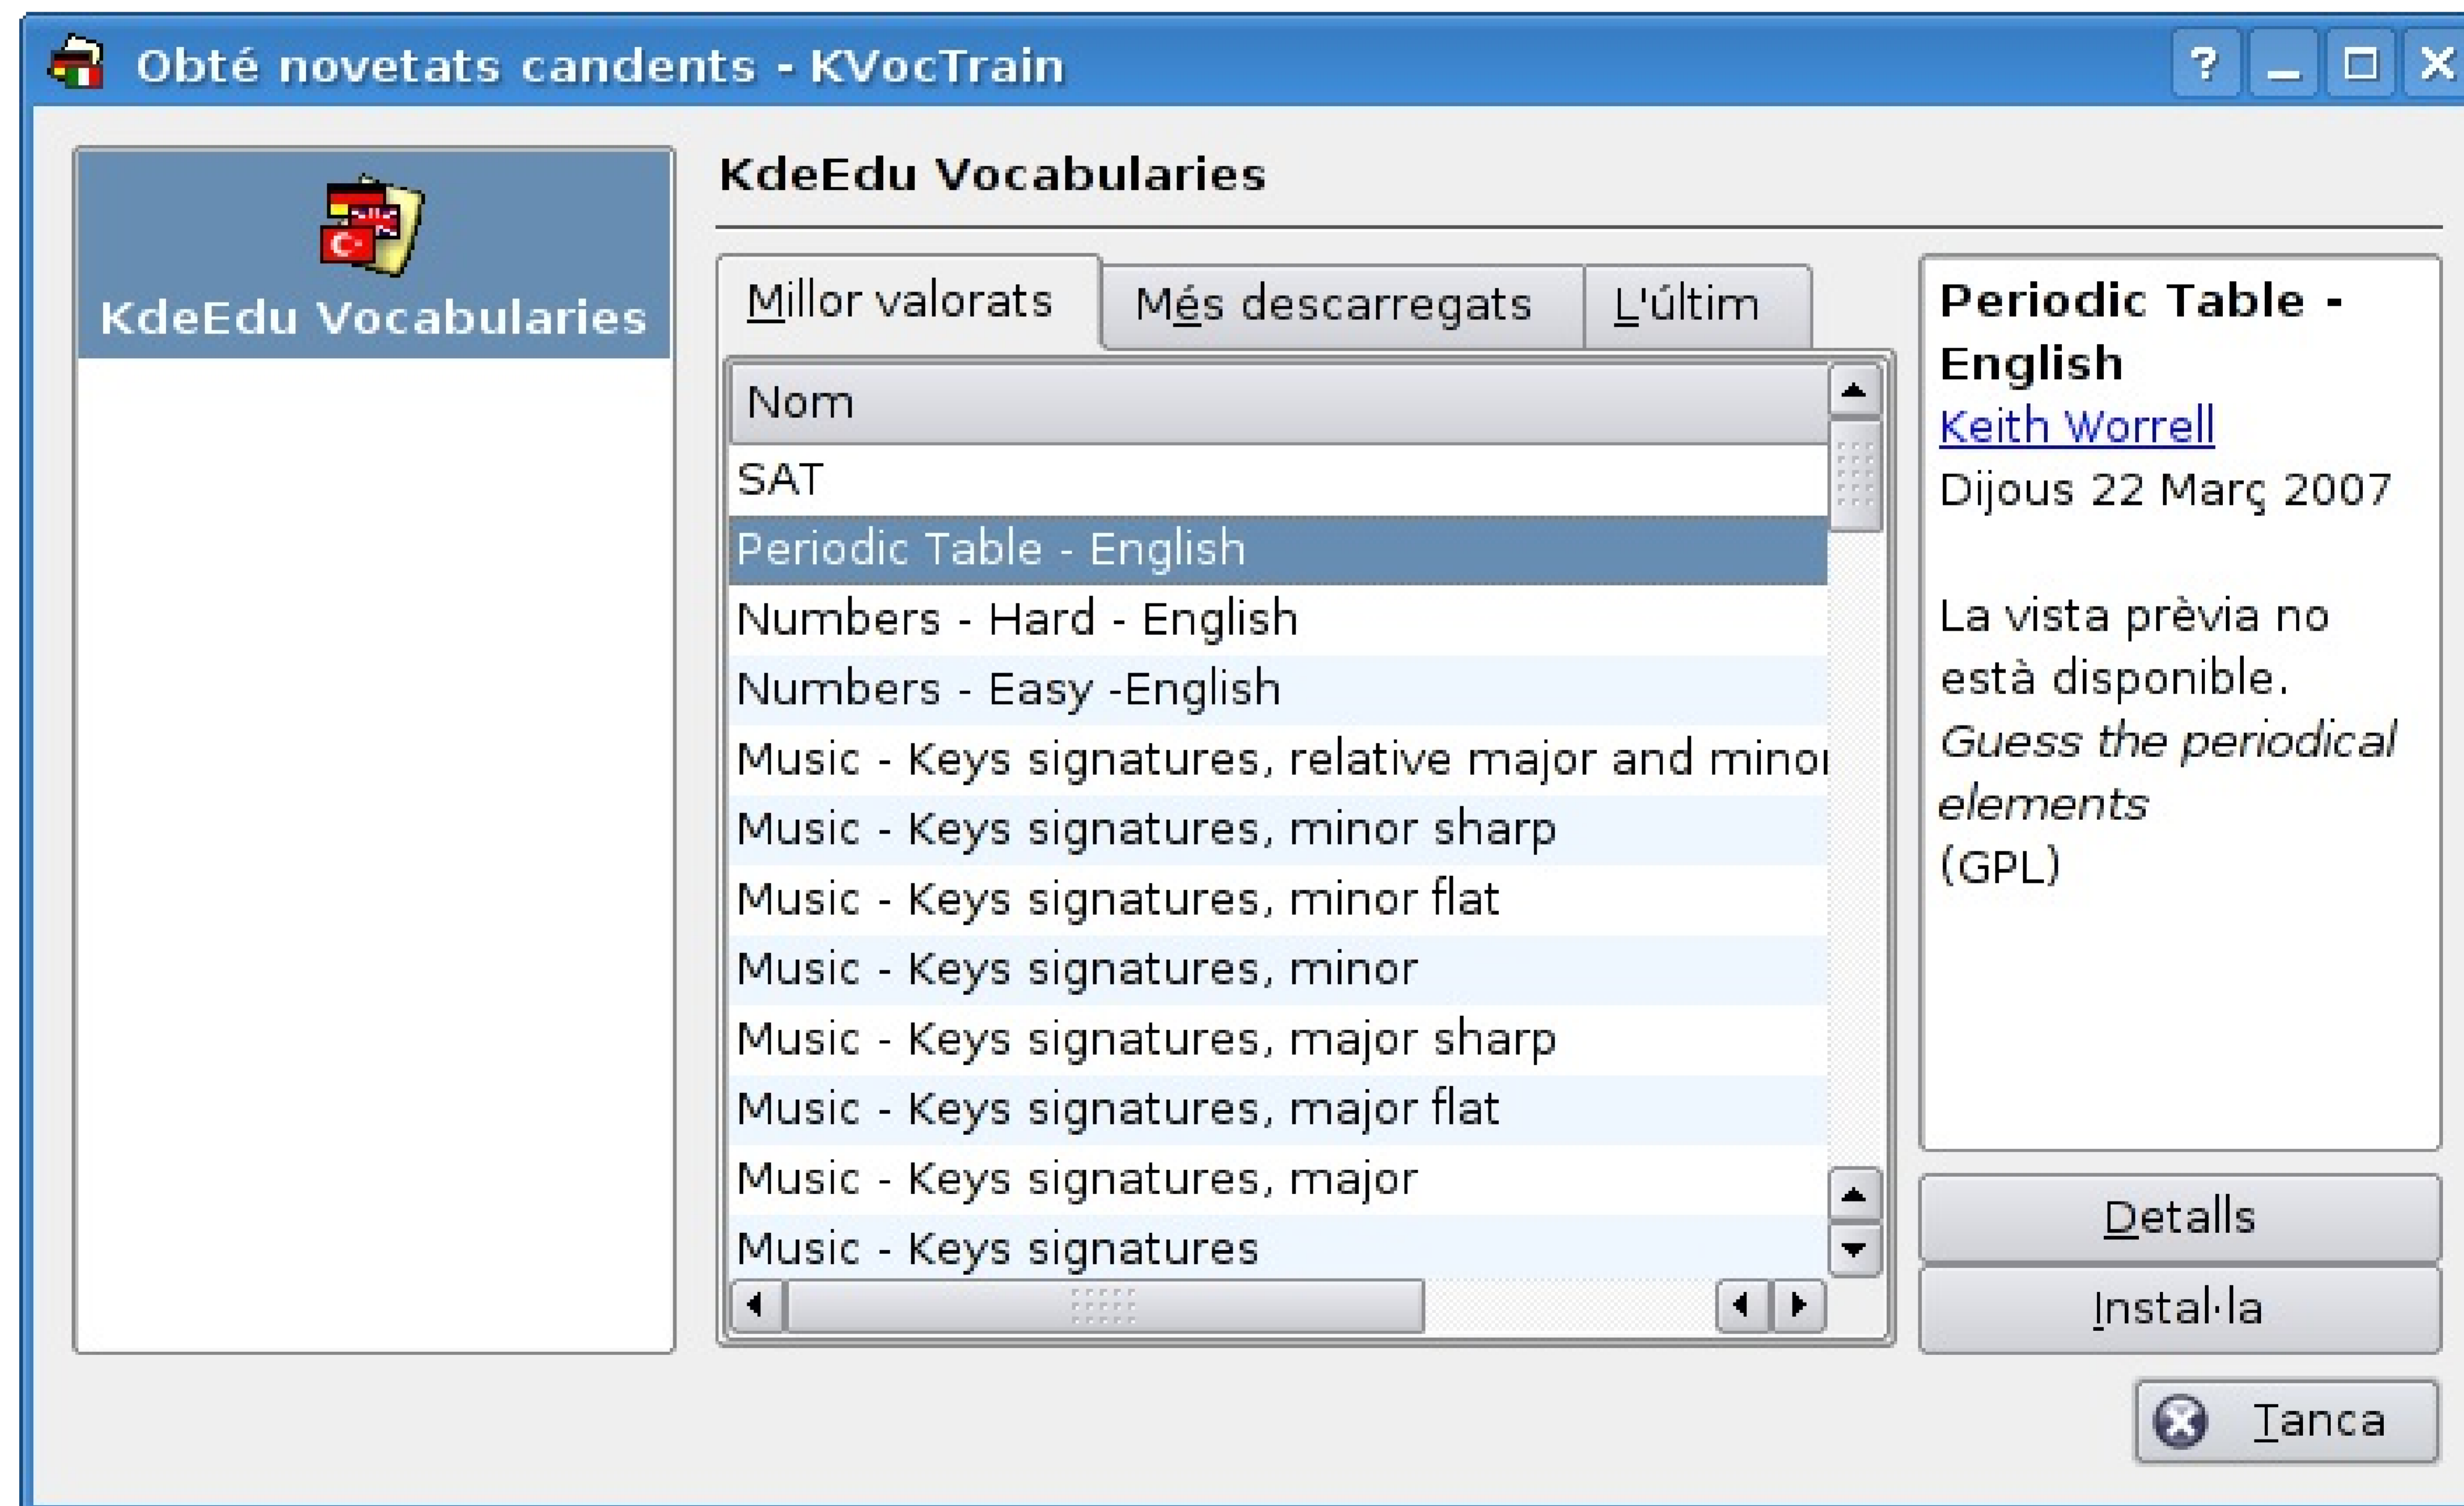 Obté novetats candents - KVocTrain
KdeEdu Vocabularies
KdeEdu Vocabularies
Millor valorats
Més descarregats
L'últim
Nom
SAT
Periodic Table - English
Numbers - Hard - English
Numbers - Easy -English
Music - Keys signatures, relative major and minor
Music - Keys signatures, minor sharp
Music - Keys signatures, minor flat
Music - Keys signatures, minor
Music - Keys signatures, major sharp
Music - Keys signatures, major flat
Music - Keys signatures, major
Music - Keys signatures
Periodic Table -
English
Keith Worrell
Dijous 22 Març 2007
La vista prèvia no
està disponible.
Guess the periodical
elements
(GPL)
Detalls
Instal·la
Tanca